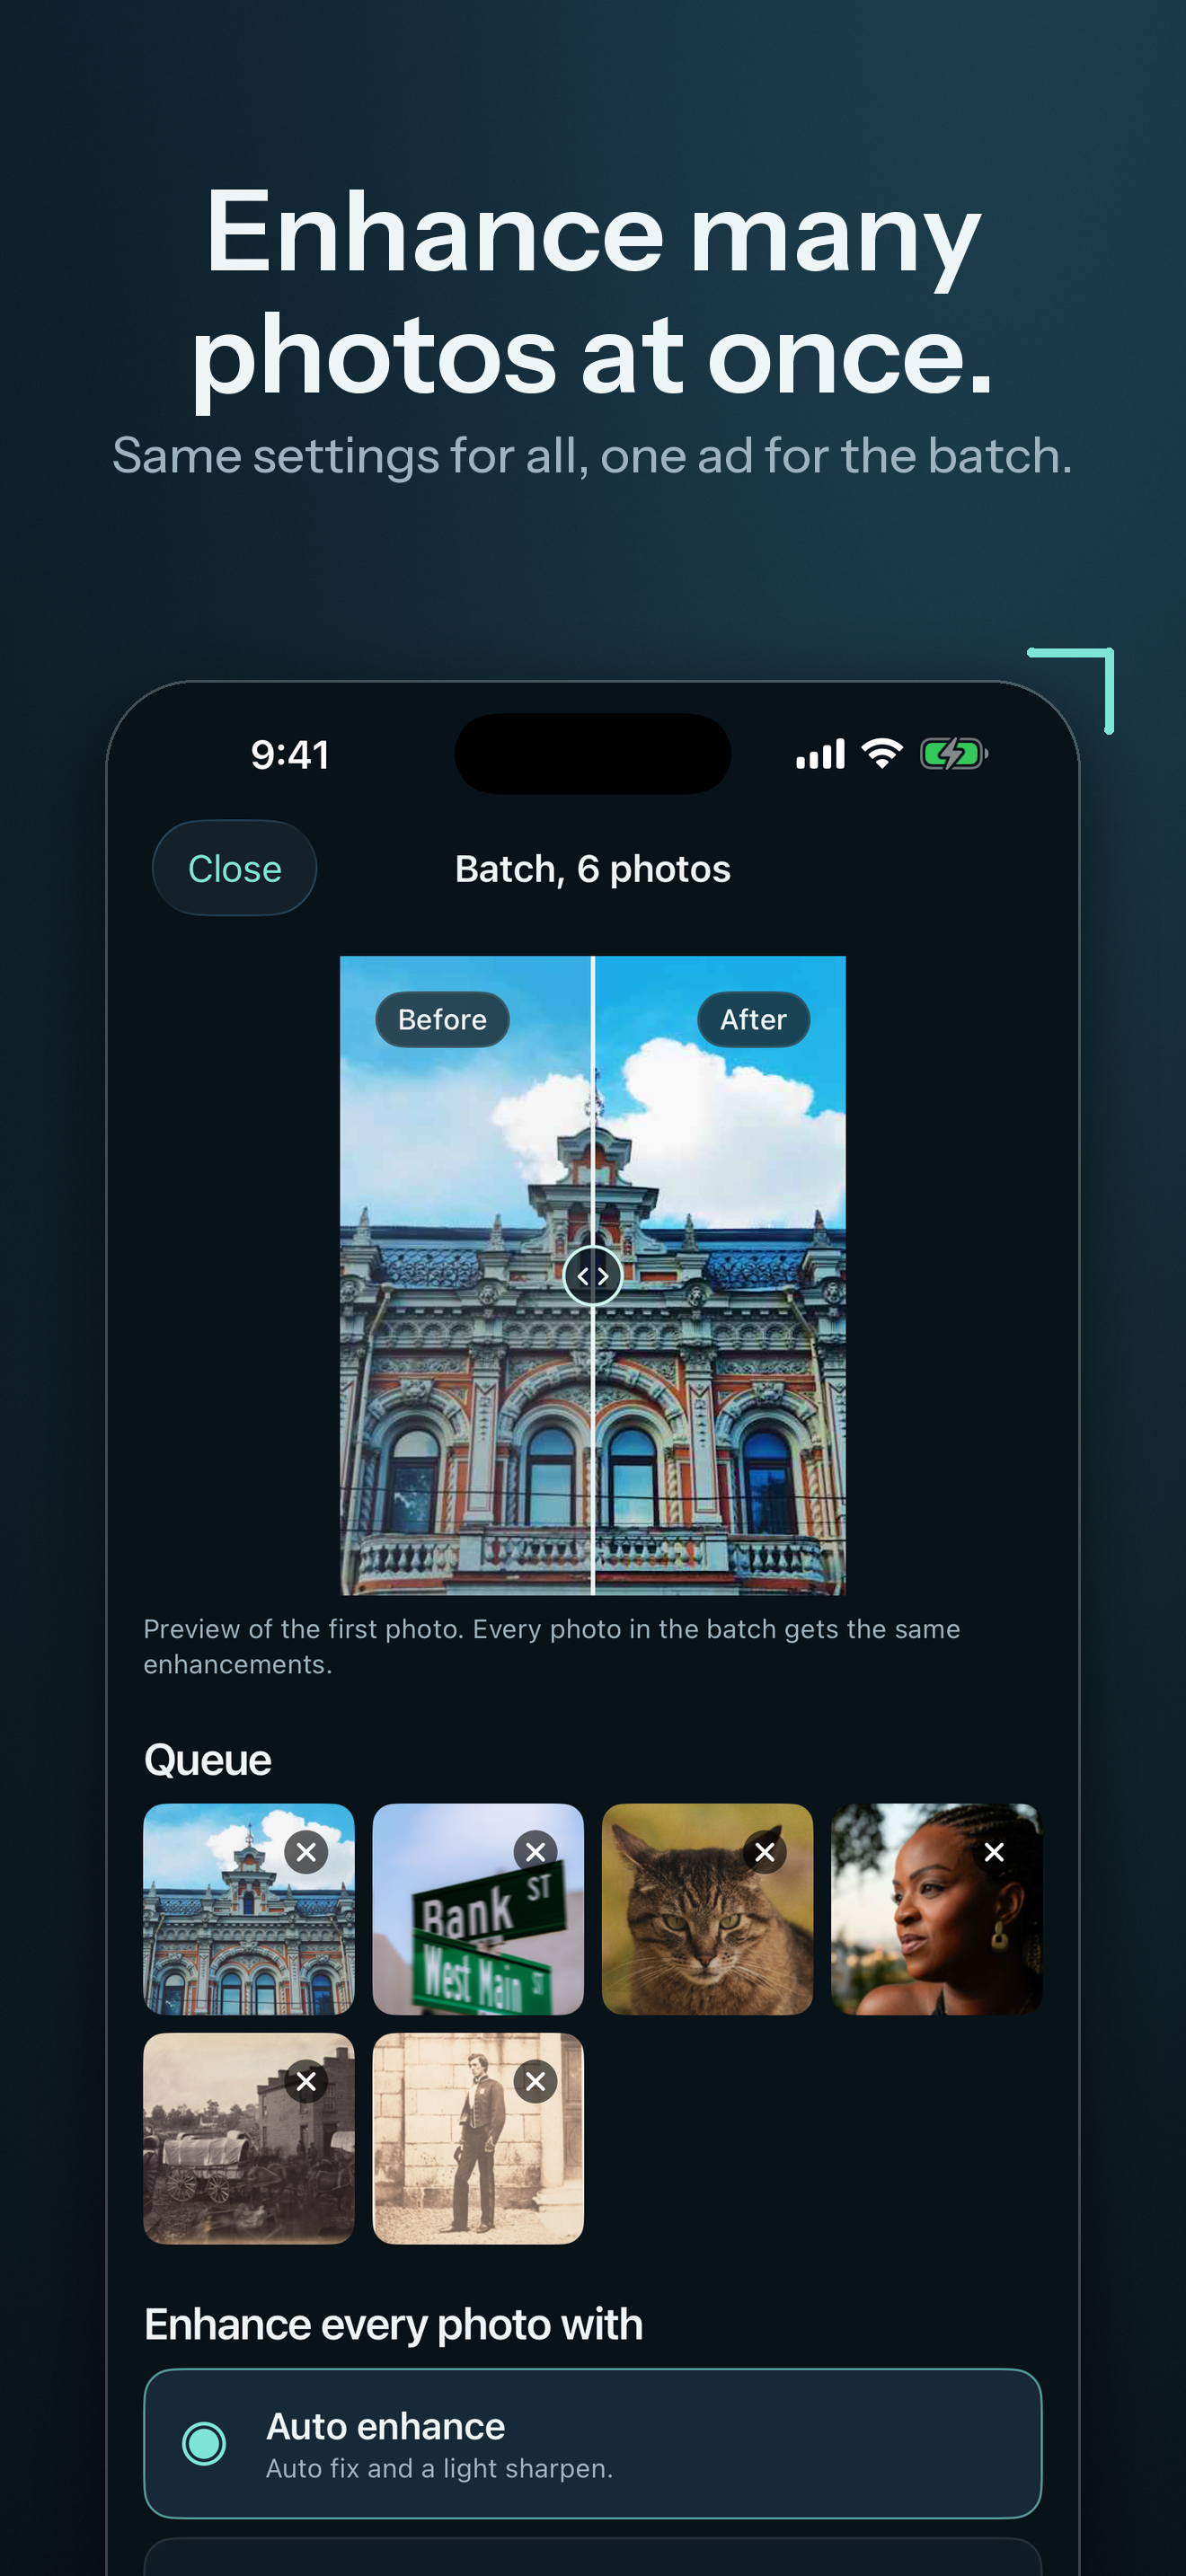 Enhance many
photos at once.
Same settings for all, one ad for the batch.
9:41
Close
Batch, 6 photos
Before
After
Preview of the first photo. Every photo in the batch gets the same
enhancements.
Queue
Bank ST
West Main ST
Enhance every photo with
Auto enhance
Auto fix and a light sharpen.